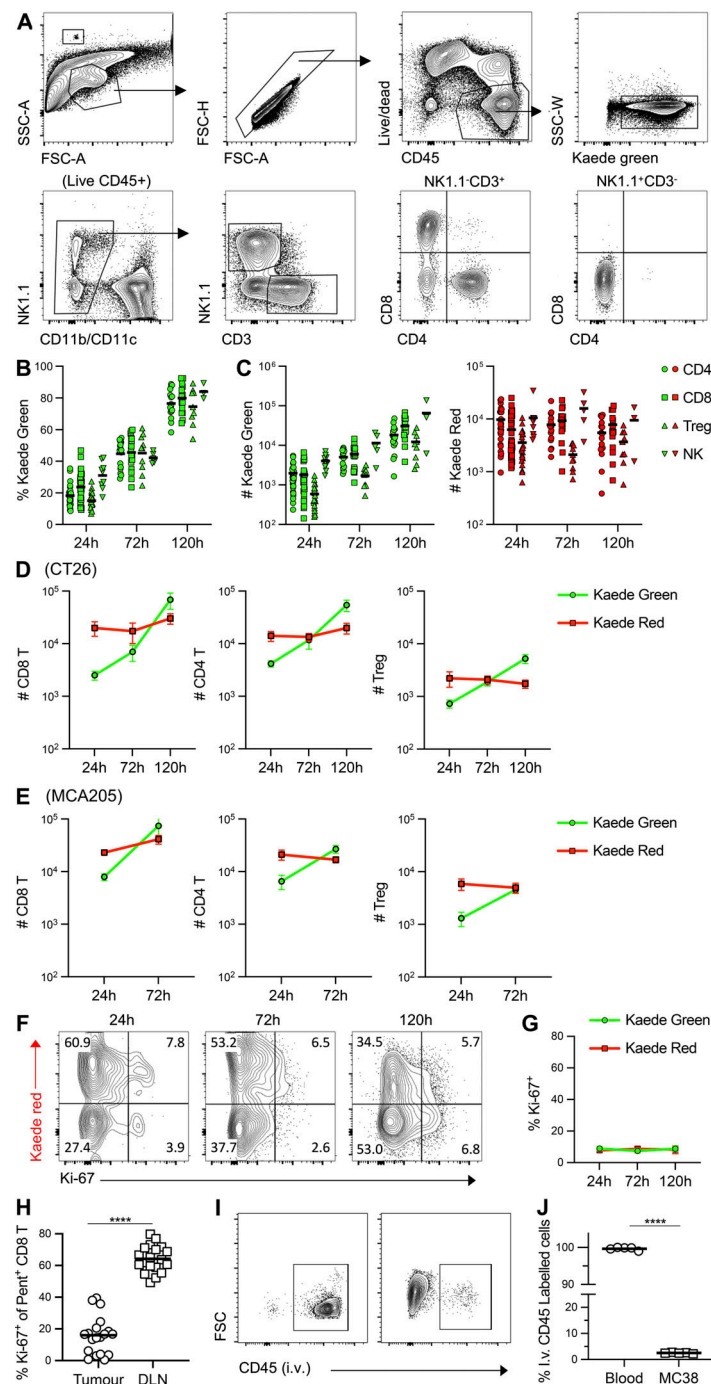 A
SSC-A
FSC-A
FSC-H
FSC-A
Live/dead
CD45
SSC-W
Kaede green
(Live CD45+)
NK1.1
CD11b/CD11c
NK1.1
CD3
NK1.1⁻CD3⁺
CD8
CD4
NK1.1⁺CD3⁻
CD8
CD4
B
% Kaede Green
100
80
60
40
20
0
24h 72h 120h
C
# Kaede Green
10⁶
10⁵
10⁴
10³
10²
24h 72h 120h
# Kaede Red
10⁵
10⁴
10³
10²
24h 72h 120h
CD4
CD8
Treg
NK
D (CT26)
# CD8 T
10⁵
10⁴
10³
10²
24h 72h 120h
# CD4 T
10⁵
10⁴
10³
10²
24h 72h 120h
# Treg
10⁵
10⁴
10³
10²
24h 72h 120h
Kaede Green
Kaede Red
E (MCA205)
# CD8 T
10⁵
10⁴
10³
10²
24h 72h
# CD4 T
10⁵
10⁴
10³
10²
24h 72h
# Treg
10⁵
10⁴
10³
10²
24h 72h
Kaede Green
Kaede Red
F
24h 72h 120h
Kaede red
60.9 7.8
27.4 3.9
53.2 6.5
37.7 2.6
34.5 5.7
53.0 6.8
Ki-67
G
Kaede Green
Kaede Red
% Ki-67⁺
80
60
40
20
0
24h 72h 120h
H
****
% Ki-67⁺ of Pent⁺ CD8 T
80
60
40
20
0
Tumour DLN
I
FSC
CD45 (i.v.)
J
****
% I.v. CD45 Labelled cells
100
90
5
0
Blood MC38